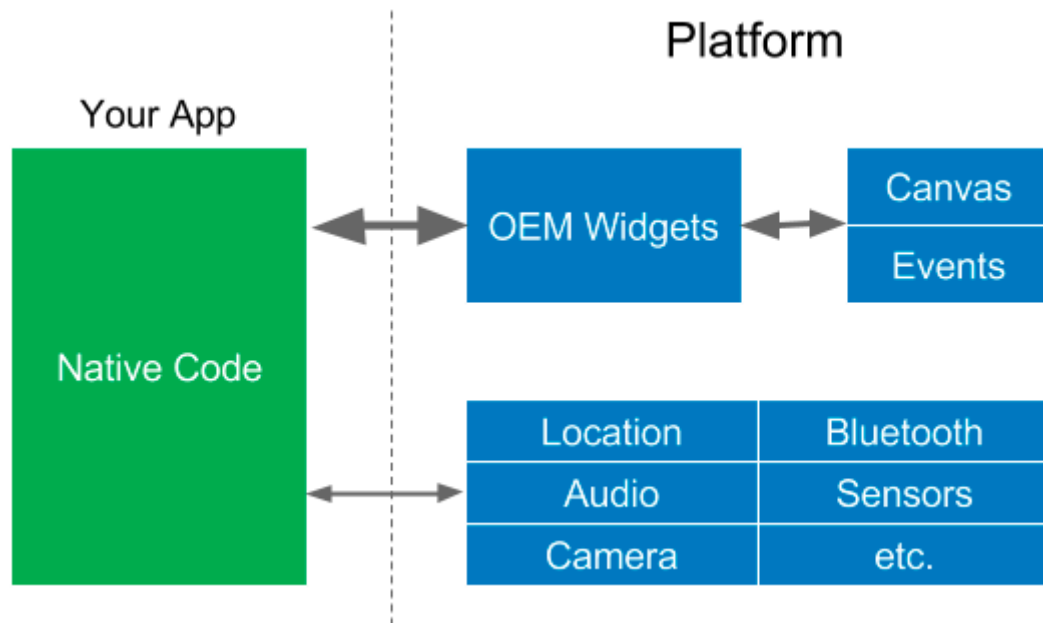 Platform
Your App
Native Code
OEM Widgets
Canvas
Events
Location
Bluetooth
Audio
Sensors
Camera
etc.